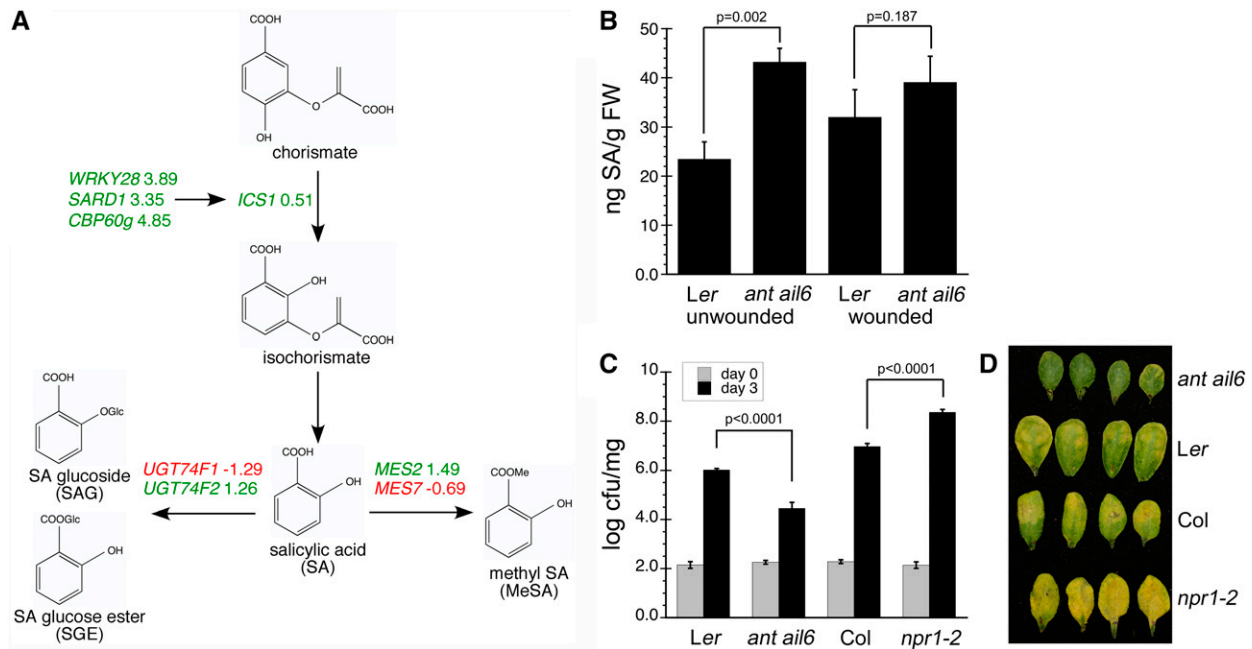 A
COOH
O
COOH
OH
chorismate
WRKY28 3.89
SARD1 3.35
CBP60g 4.85
ICS1 0.51
COOH
OH
O
COOH
isochorismate
COOH
OGlc
SA glucoside
(SAG)
UGT74F1 -1.29
UGT74F2 1.26
COOH
OH
salicylic acid
(SA)
MES2 1.49
MES7 -0.69
COOMe
OH
methyl SA
(MeSA)
COOGlc
OH
SA glucose ester
(SGE)
B
p=0.002
p=0.187
ng SA/g FW
50
40
30
20
10
0.0
Ler ant ail6 Ler ant ail6
unwounded wounded
C
day 0
day 3
p<0.0001
p<0.0001
log cfu/mg
10.0
8.0
6.0
4.0
2.0
0.0
Ler ant ail6 Col npr1-2
D
ant ail6
Ler
Col
npr1-2